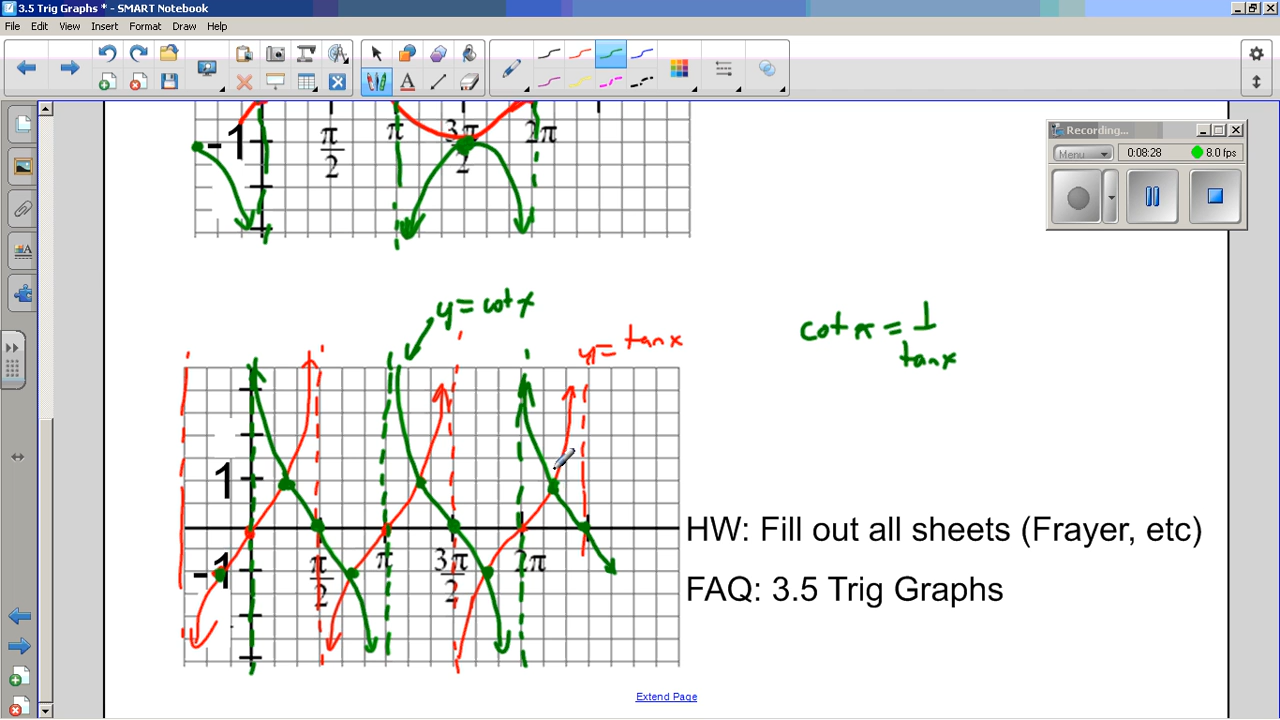 3.5 Trig Graphs * - SMART Notebook
File Edit View Insert Format Draw Help
Recording...
Menu 0:08:28 8.0 fps
-1 π/2 π 3π/2 2π
y = cot x
cot x = 1/tan x
y = tan x
1
-1 π/2 π 3π/2 2π
HW: Fill out all sheets (Frayer, etc)
FAQ: 3.5 Trig Graphs
Extend Page